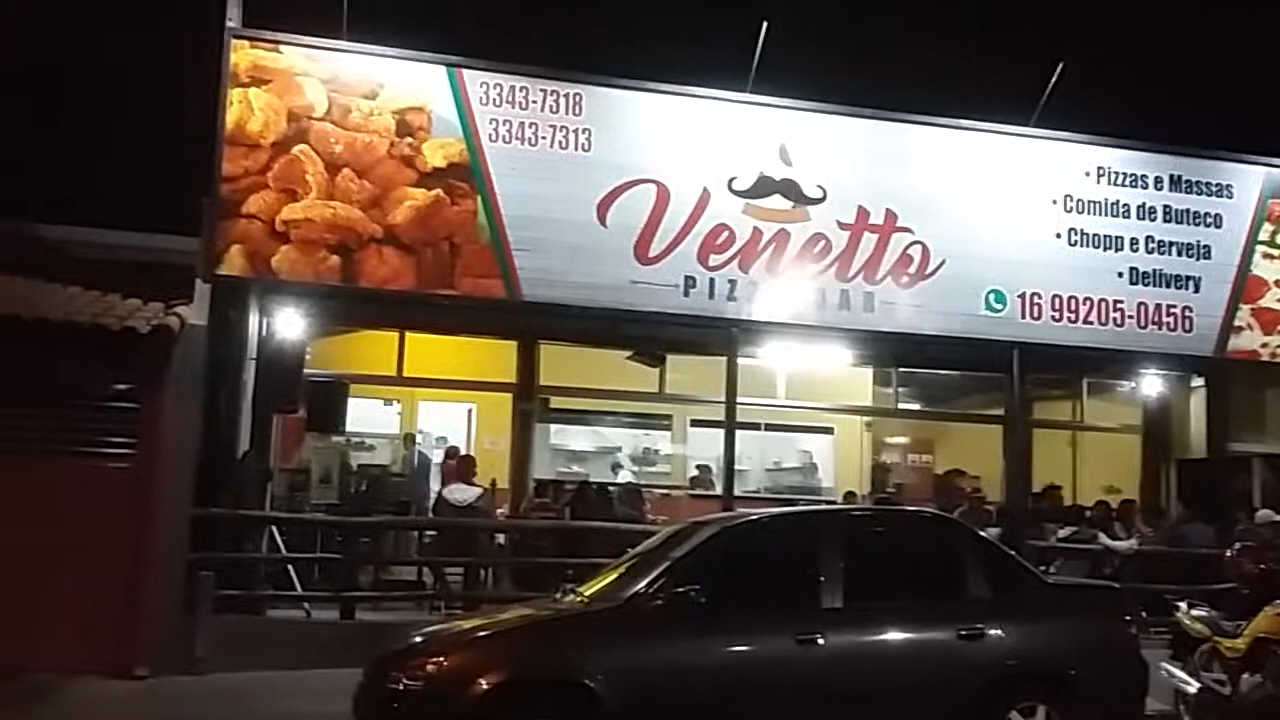 3343-7318
3343-7313
Venetto
• Pizzas e Massas
• Comida de Buteco
• Chopp e Cerveja
• Delivery
16 99205-0456